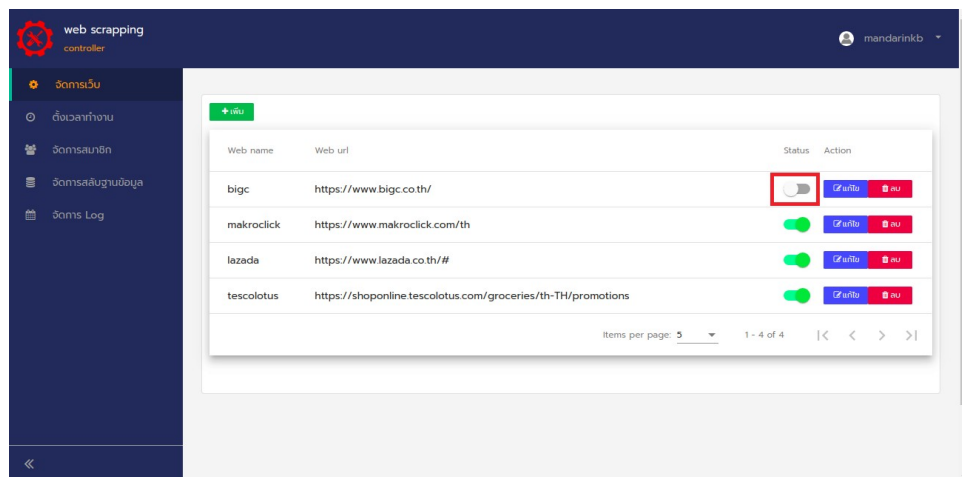 web scrapping
controller
mandarinkb
จัดการเว็บ
ตั้งเวลาทำงาน
จัดการสมาชิก
จัดการสลับฐานข้อมูล
จัดการ Log
+เพิ่ม
Web name Web url Status Action
bigc https://www.bigc.co.th/ แก้ไข ลบ
makroclick https://www.makroclick.com/th แก้ไข ลบ
lazada https://www.lazada.co.th/# แก้ไข ลบ
tescolotus https://shoponline.tescolotus.com/groceries/th-TH/promotions แก้ไข ลบ
Items per page: 5 1 - 4 of 4